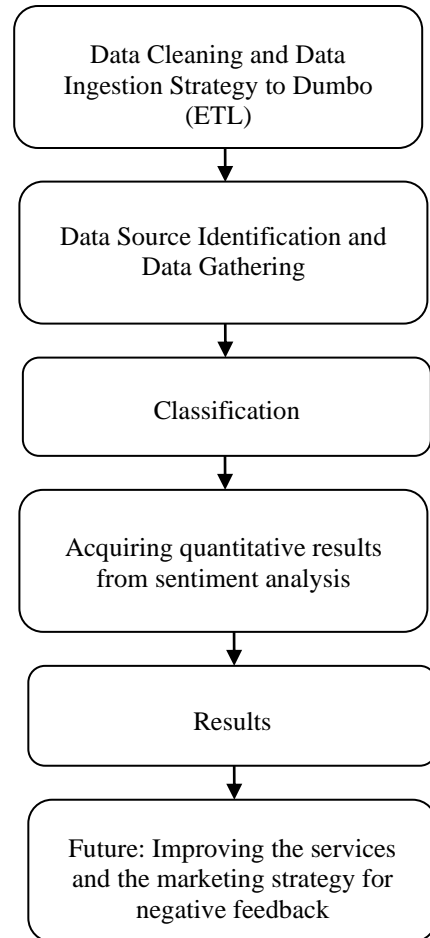 Data Cleaning and Data
Ingestion Strategy to Dumbo
(ETL)
Data Source Identification and
Data Gathering
Classification
Acquiring quantitative results
from sentiment analysis
Results
Future: Improving the services
and the marketing strategy for
negative feedback